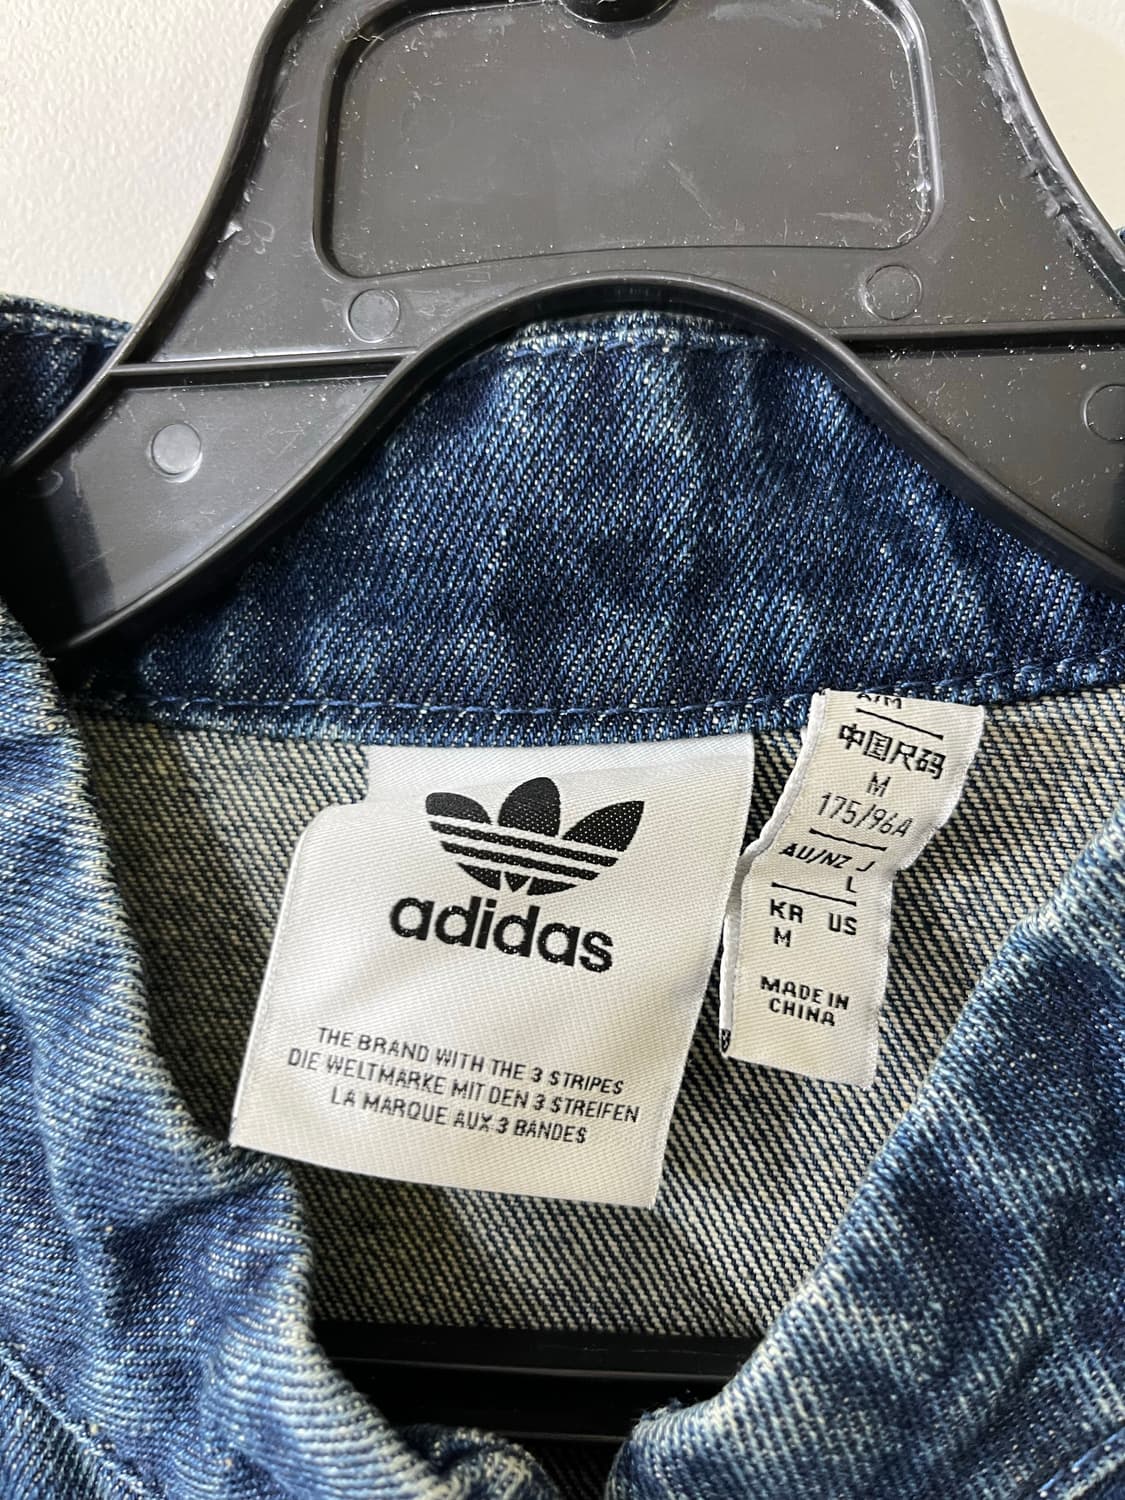 adidas
THE BRAND WITH THE 3 STRIPES
DIE WELTMARKE MIT DEN 3 STREIFEN
LA MARQUE AUX 3 BANDES
中国尺码
M
175/96A
AU/NZ J
L
KR US
M
MADE IN
CHINA